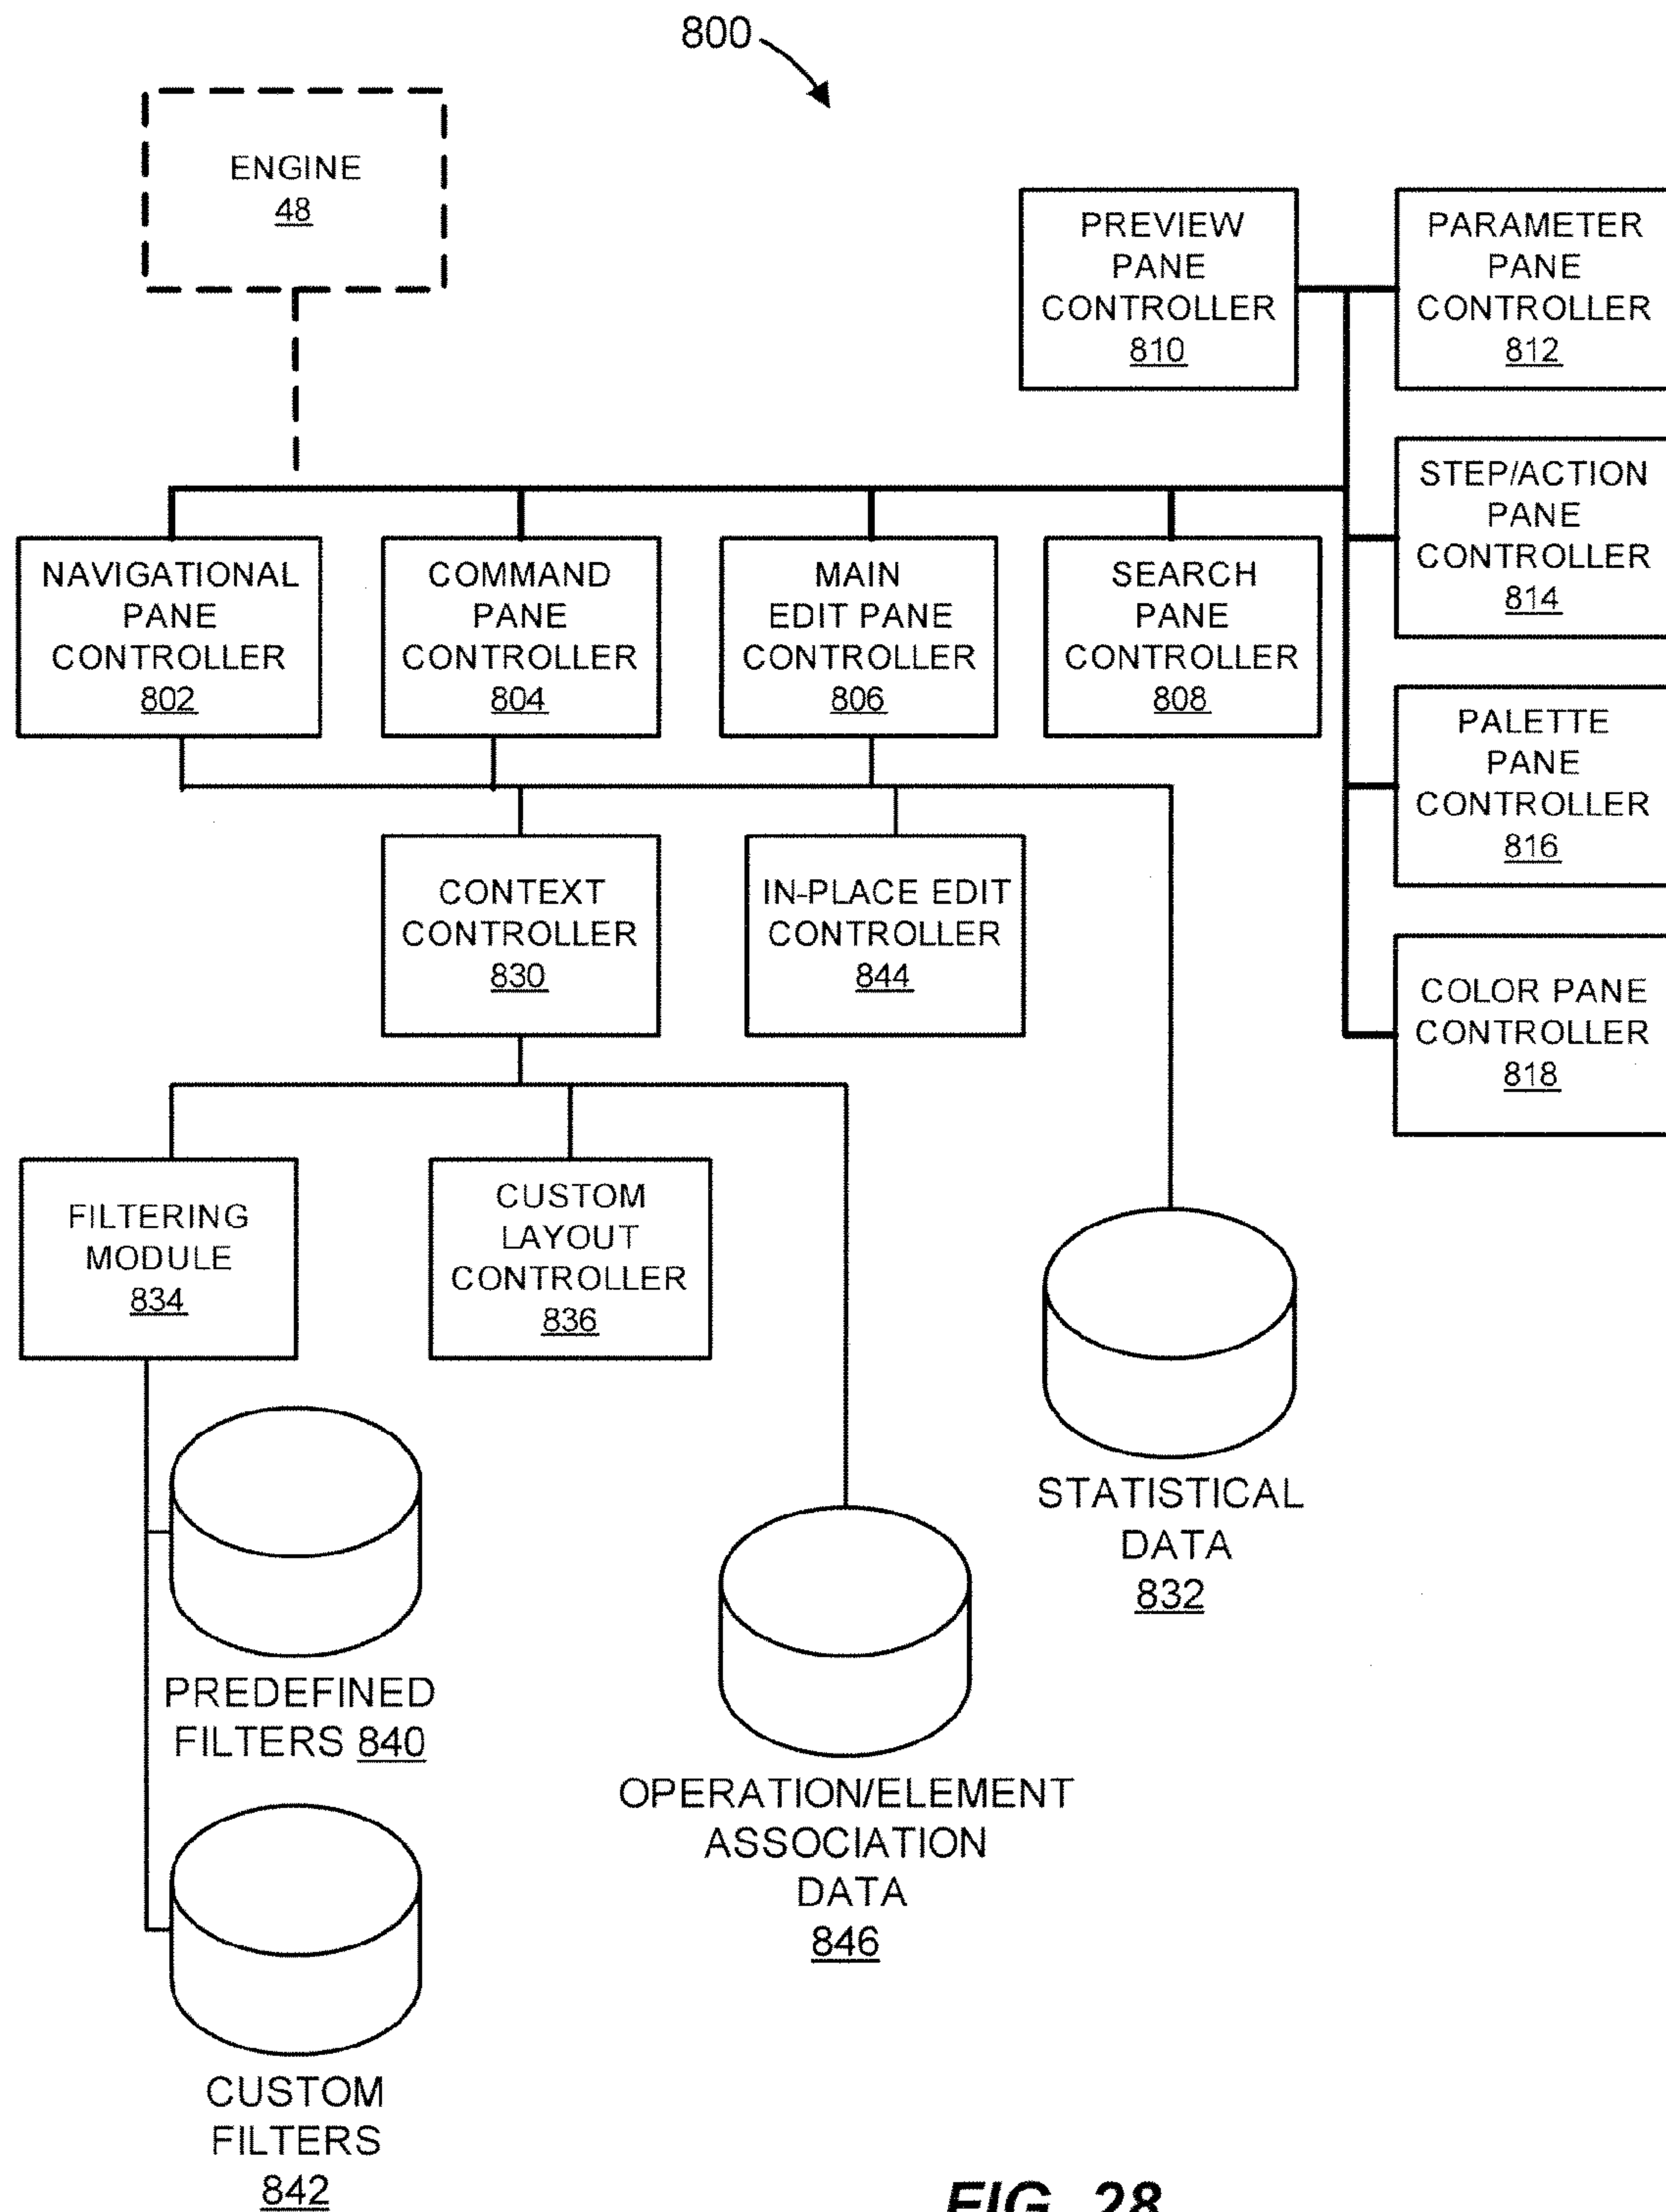 800
ENGINE
48
PREVIEW
PANE
CONTROLLER
810
PARAMETER
PANE
CONTROLLER
812
STEP/ACTION
PANE
CONTROLLER
814
NAVIGATIONAL
PANE
CONTROLLER
802
COMMAND
PANE
CONTROLLER
804
MAIN
EDIT PANE
CONTROLLER
806
SEARCH
PANE
CONTROLLER
808
PALETTE
PANE
CONTROLLER
816
CONTEXT
CONTROLLER
830
IN-PLACE EDIT
CONTROLLER
844
COLOR PANE
CONTROLLER
818
FILTERING
MODULE
834
CUSTOM
LAYOUT
CONTROLLER
836
STATISTICAL
DATA
832
PREDEFINED
FILTERS 840
OPERATION/ELEMENT
ASSOCIATION
DATA
846
CUSTOM
FILTERS
842
FIG. 28